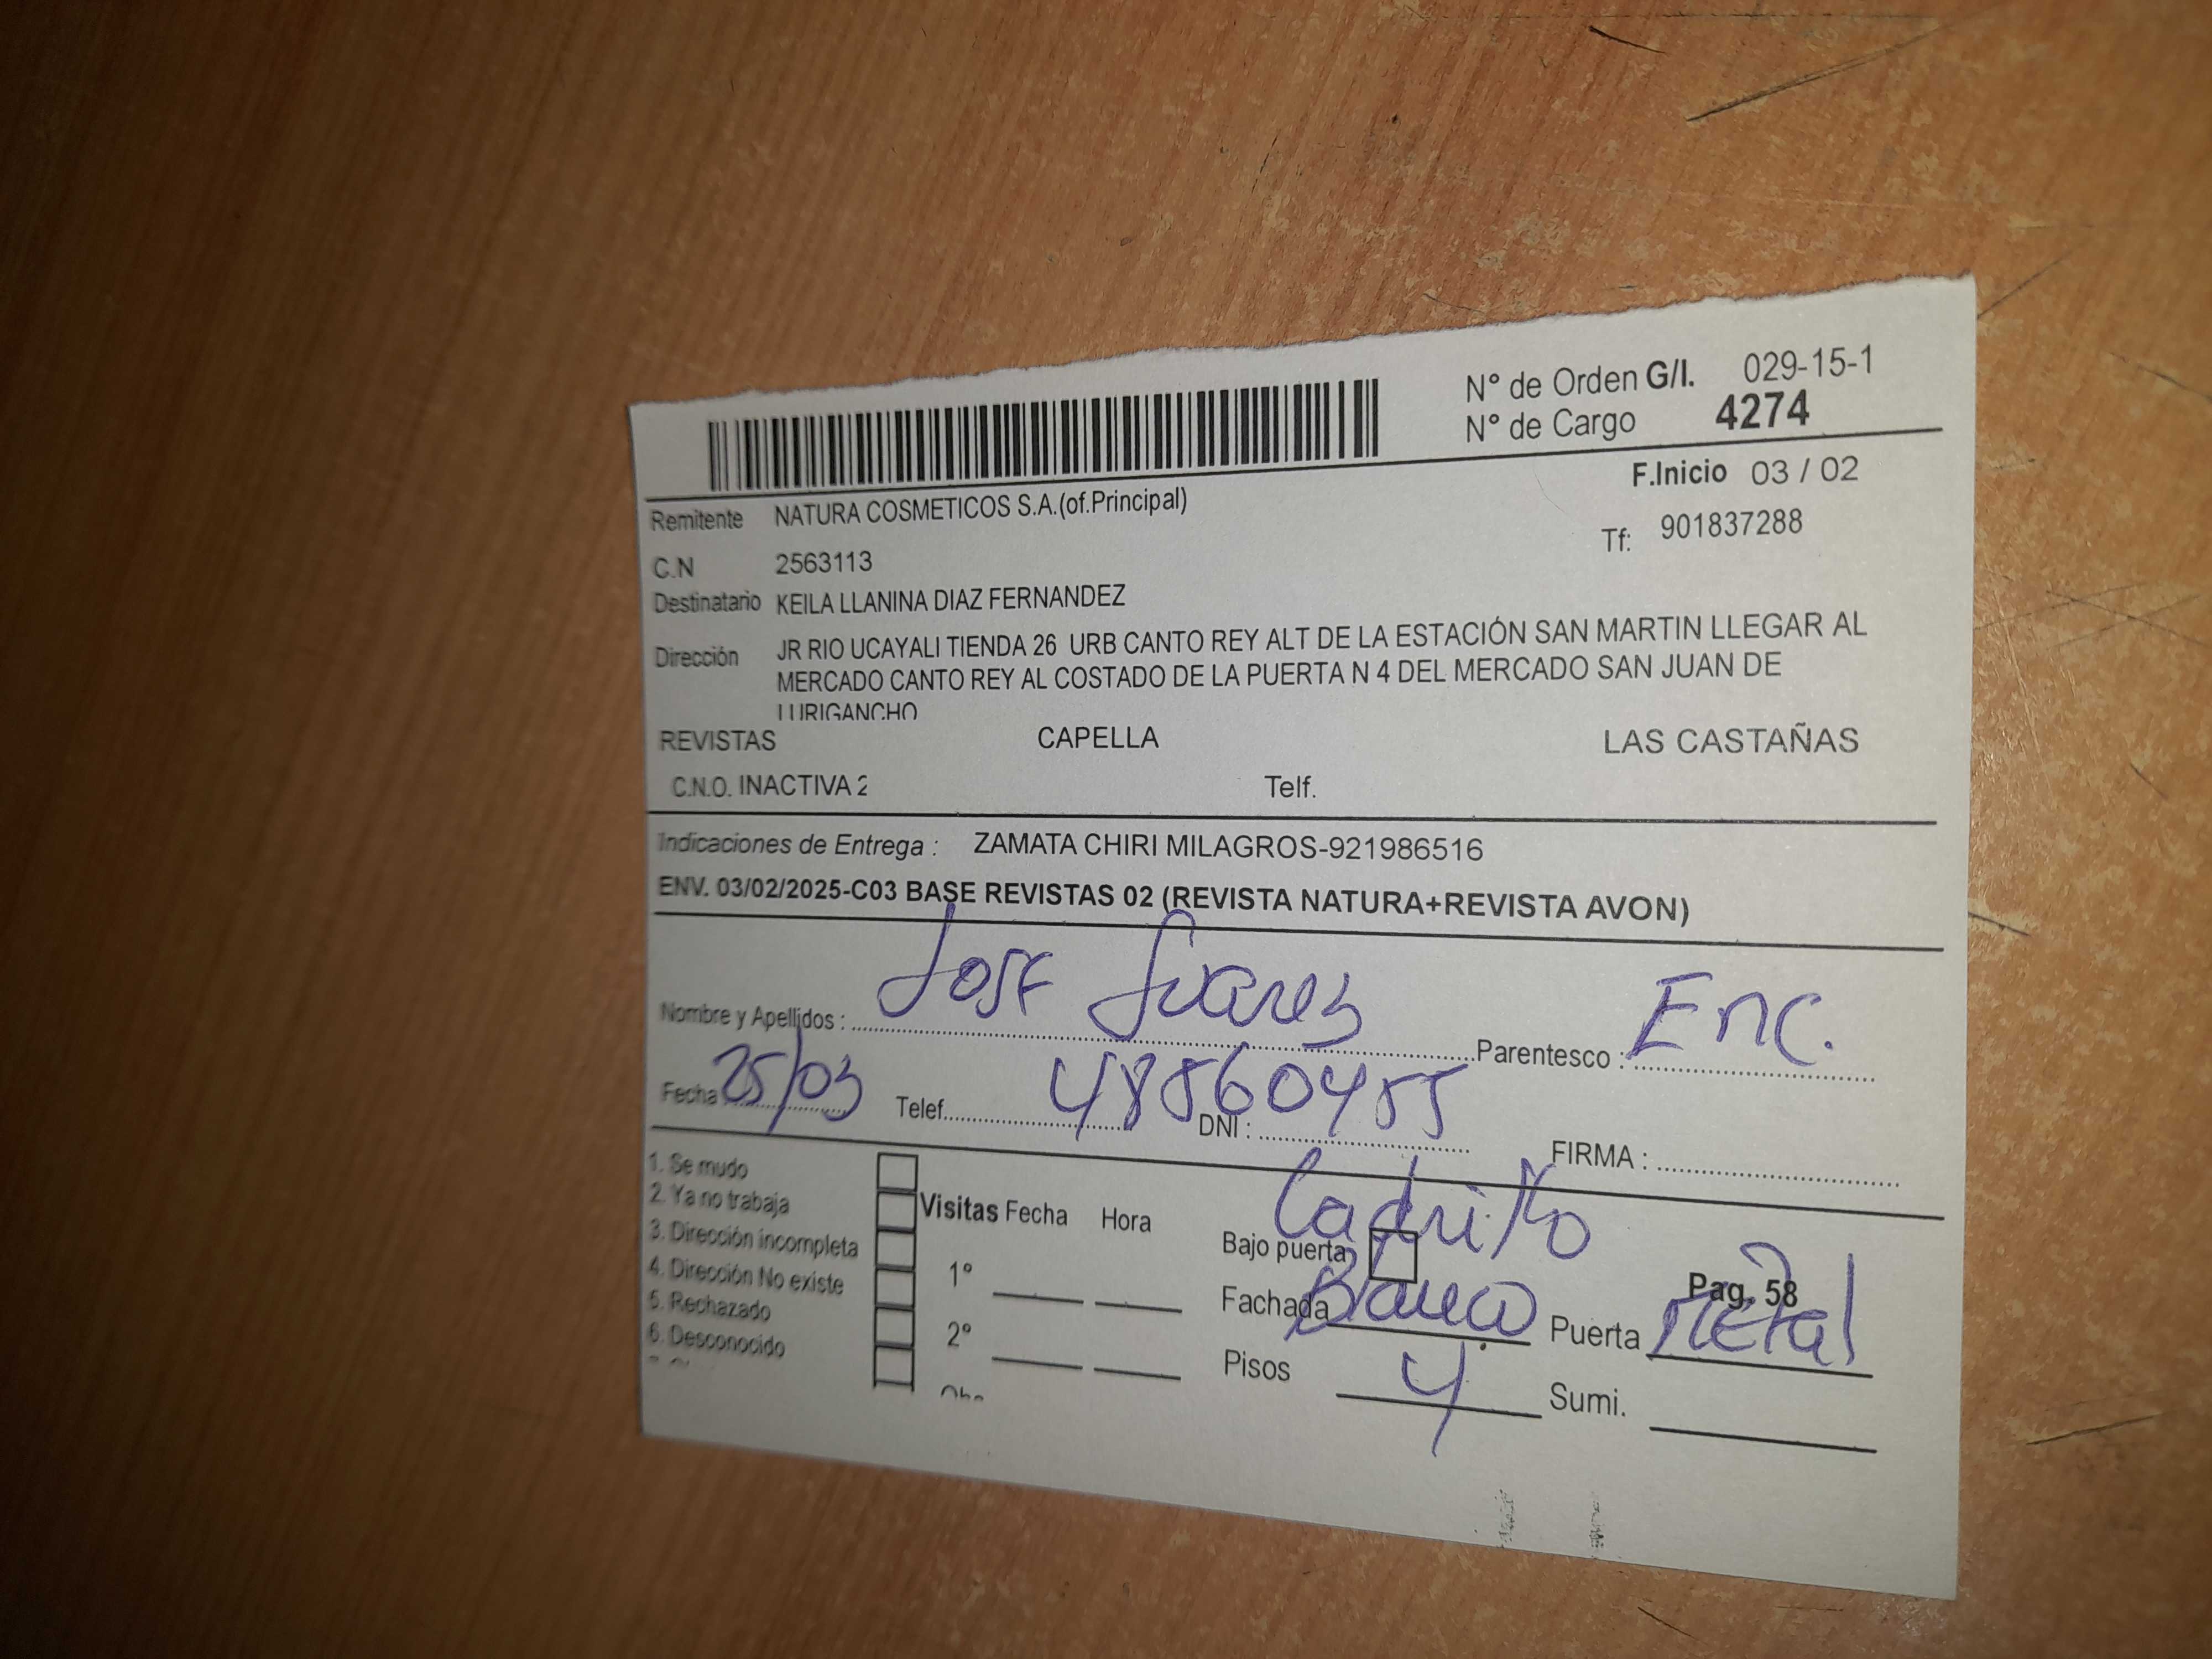 N° de Orden G/I. 029-15-1
N° de Cargo 4274
F.Inicio 03 / 02
Remitente NATURA COSMETICOS S.A.(of.Principal)
Tf: 901837288
C.N 2563113
Destinatario KEILA LLANINA DIAZ FERNANDEZ
Dirección JR RIO UCAYALI TIENDA 26 URB CANTO REY ALT DE LA ESTACIÓN SAN MARTIN LLEGAR AL
MERCADO CANTO REY AL COSTADO DE LA PUERTA N 4 DEL MERCADO SAN JUAN DE
LURIGANCHO
REVISTAS CAPELLA LAS CASTAÑAS
C.N.O. INACTIVA 2 Telf.
Indicaciones de Entrega : ZAMATA CHIRI MILAGROS-921986516
ENV. 03/02/2025-C03 BASE REVISTAS 02 (REVISTA NATURA+REVISTA AVON)
Nombre y Apellidos : Jose Suarez Parentesco : Enc.
Fecha 25/03 Telef. DNI : 48560455 FIRMA :
1. Se mudo
2. Ya no trabaja
3. Dirección incompleta
4. Dirección No existe
5. Rechazado
6. Desconocido
Visitas Fecha Hora
1°
2°
Bajo puerta Ladrillo
Fachada Blanco Puerta Metal
Pag. 58
Pisos 4 Sumi.